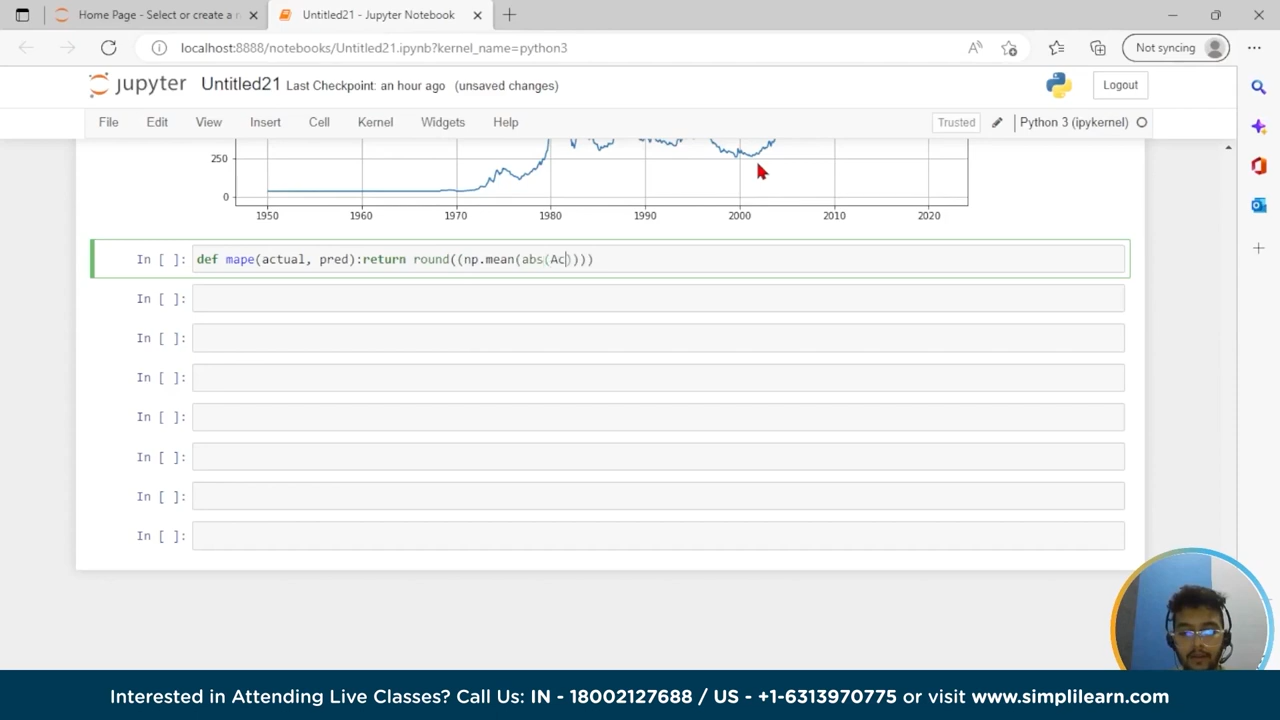 Home Page - Select or create a n
Untitled21 - Jupyter Notebook
localhost:8888/notebooks/Untitled21.ipynb?kernel_name=python3
Not syncing
jupyter Untitled21 Last Checkpoint: an hour ago (unsaved changes)
Logout
File Edit View Insert Cell Kernel Widgets Help
Trusted
Python 3 (ipykernel)
250
0
1950 1960 1970 1980 1990 2000 2010 2020
In [ ]: def mape(actual, pred):return round((np.mean(abs(Ac))))
In [ ]:
In [ ]:
In [ ]:
In [ ]:
In [ ]:
In [ ]:
In [ ]:
Interested in Attending Live Classes? Call Us: IN - 18002127688 / US - +1-6313970775 or visit www.simplilearn.com